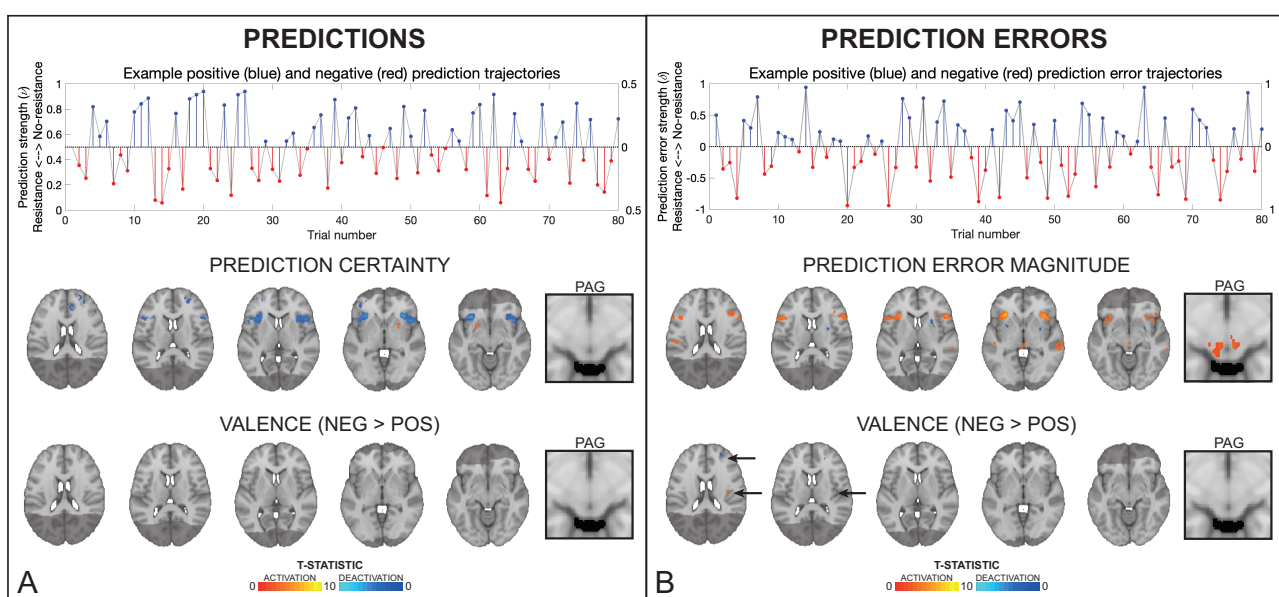 PREDICTIONS
Example positive (blue) and negative (red) prediction trajectories
Prediction strength (∂)
Resistance <--> No-resistance
1
0.8
0.6
0.4
0.2
0
0.5
0
0.5
0 10 20 30 40 50 60 70 80
Trial number
PREDICTION CERTAINTY
PAG
VALENCE (NEG > POS)
PAG
T-STATISTIC
ACTIVATION DEACTIVATION
0 10 0
A
PREDICTION ERRORS
Example positive (blue) and negative (red) prediction error trajectories
Prediction error strength (∂)
Resistance <--> No-resistance
1
0.5
0
-0.5
-1
1
0
1
0 10 20 30 40 50 60 70 80
Trial number
PREDICTION ERROR MAGNITUDE
PAG
VALENCE (NEG > POS)
PAG
T-STATISTIC
ACTIVATION DEACTIVATION
0 10 0
B